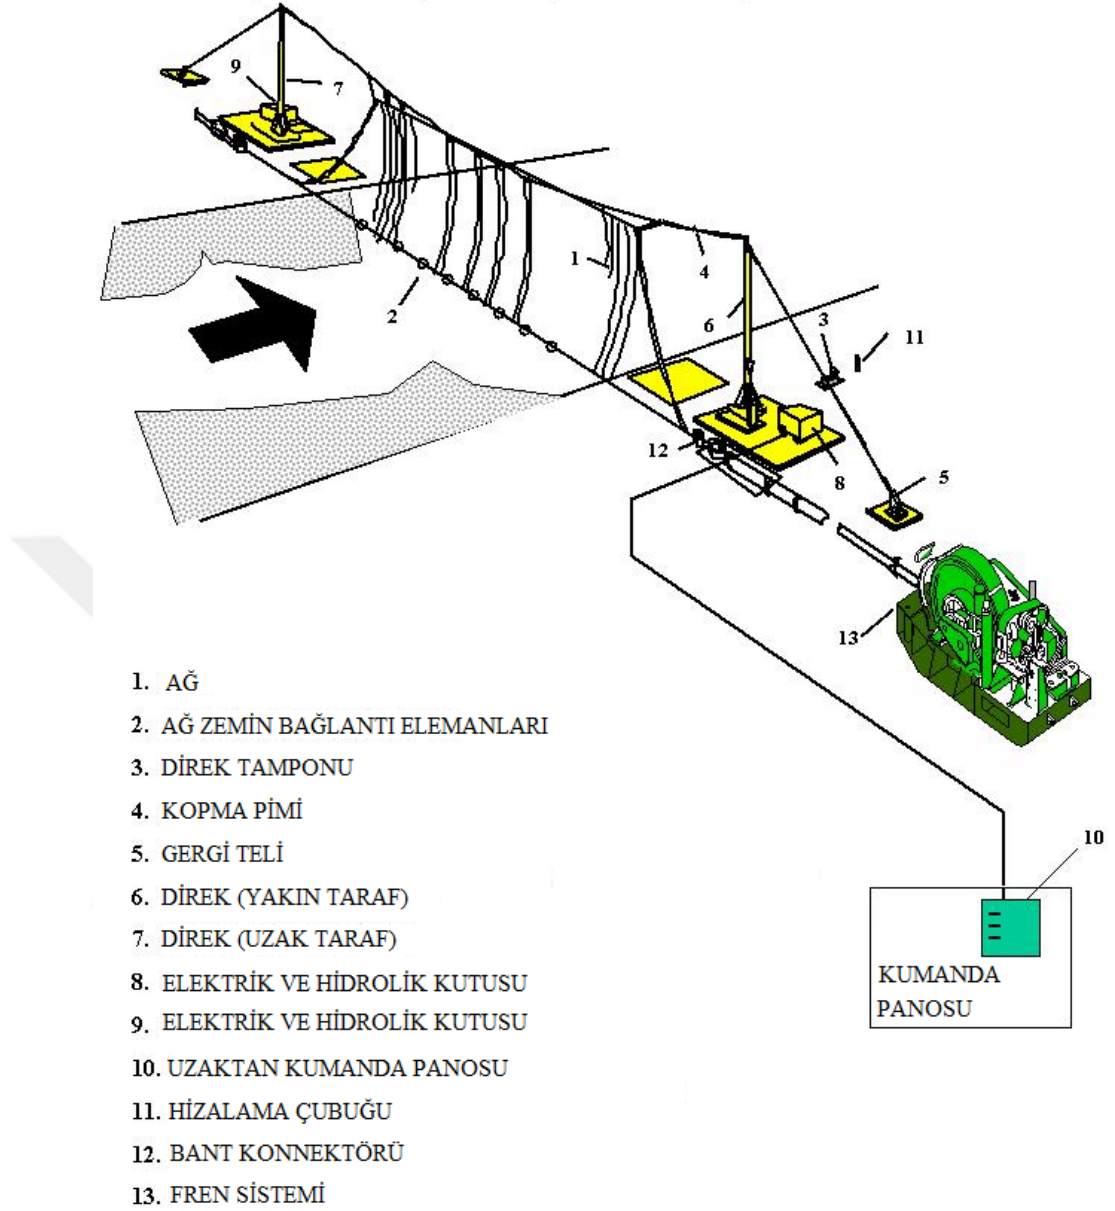 9
7
1
4
2
6
3
11
12
8
5
13
1. AĞ
2. AĞ ZEMİN BAĞLANTI ELEMANLARI
3. DİREK TAMPONU
4. KOPMA PİMİ
5. GERGİ TELİ
6. DİREK (YAKIN TARAF)
7. DİREK (UZAK TARAF)
8. ELEKTRİK VE HİDROLİK KUTUSU
9. ELEKTRİK VE HİDROLİK KUTUSU
10. UZAKTAN KUMANDA PANOSU
11. HİZALAMA ÇUBUĞU
12. BANT KONNEKTÖRÜ
13. FREN SİSTEMİ
10
KUMANDA
PANOSU